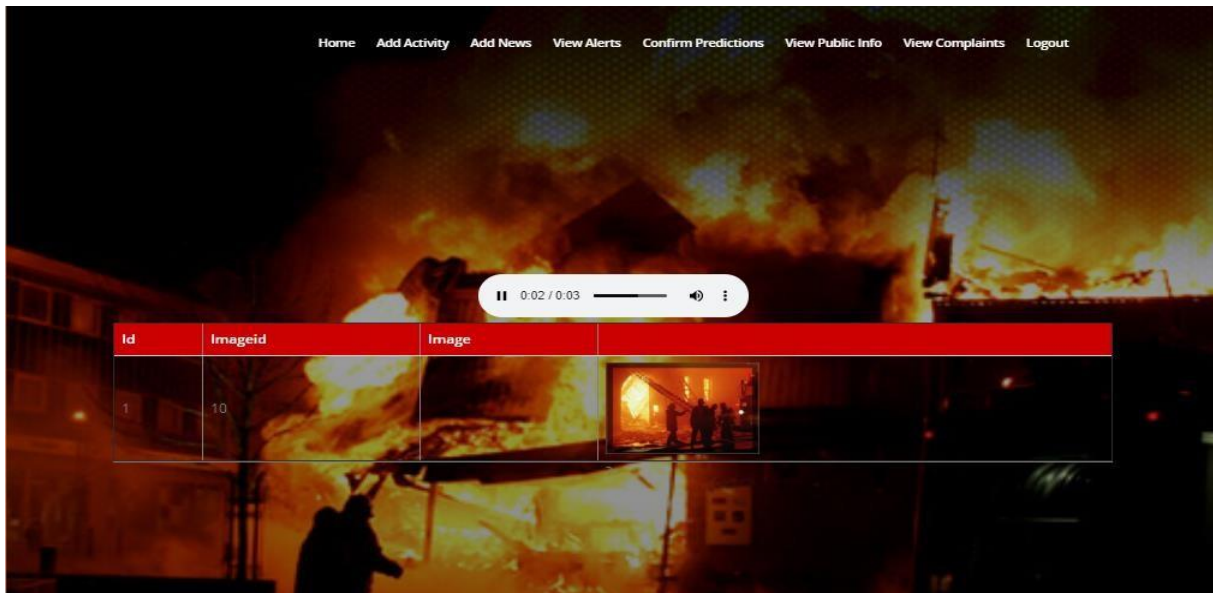 Home Add Activity Add News View Alerts Confirm Predictions View Public Info View Complaints Logout
0:02 / 0:03
Id Imageid Image
1 10